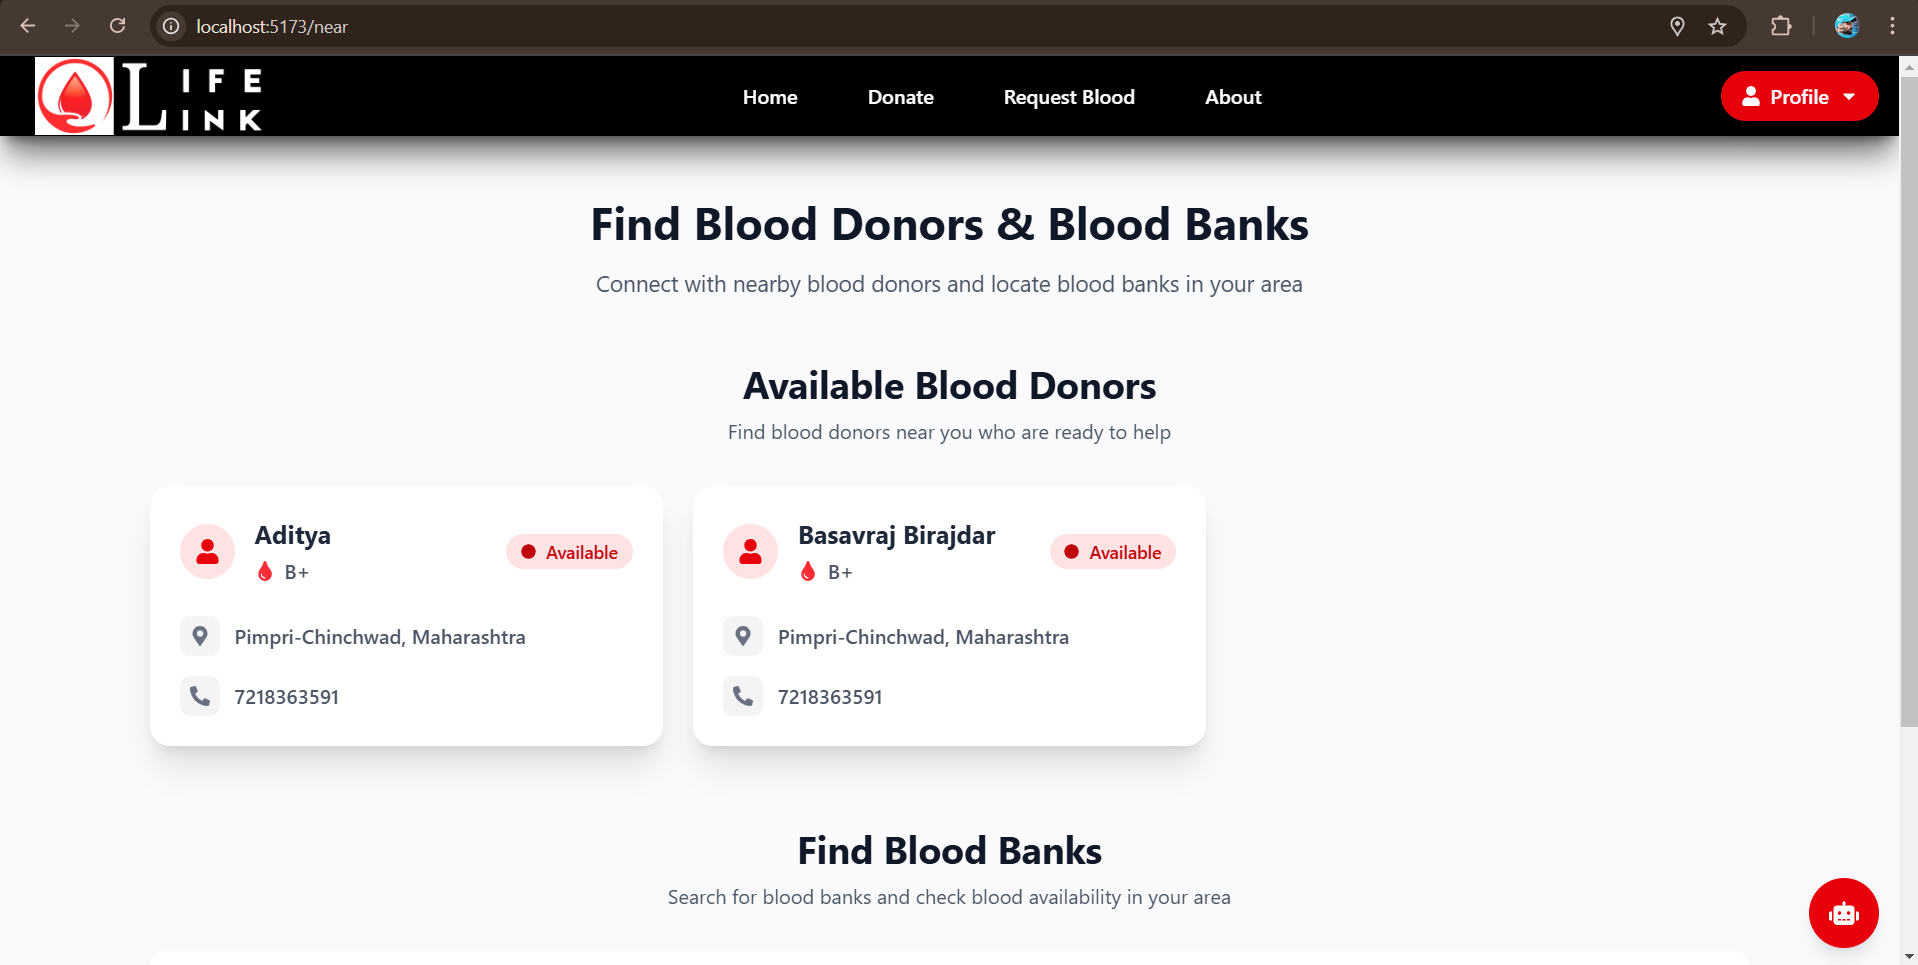 localhost:5173/near
LIFE
LINK
Home Donate Request Blood About Profile
Find Blood Donors & Blood Banks
Connect with nearby blood donors and locate blood banks in your area
Available Blood Donors
Find blood donors near you who are ready to help
Aditya
B+
Available
Pimpri-Chinchwad, Maharashtra
7218363591
Basavraj Birajdar
B+
Available
Pimpri-Chinchwad, Maharashtra
7218363591
Find Blood Banks
Search for blood banks and check blood availability in your area